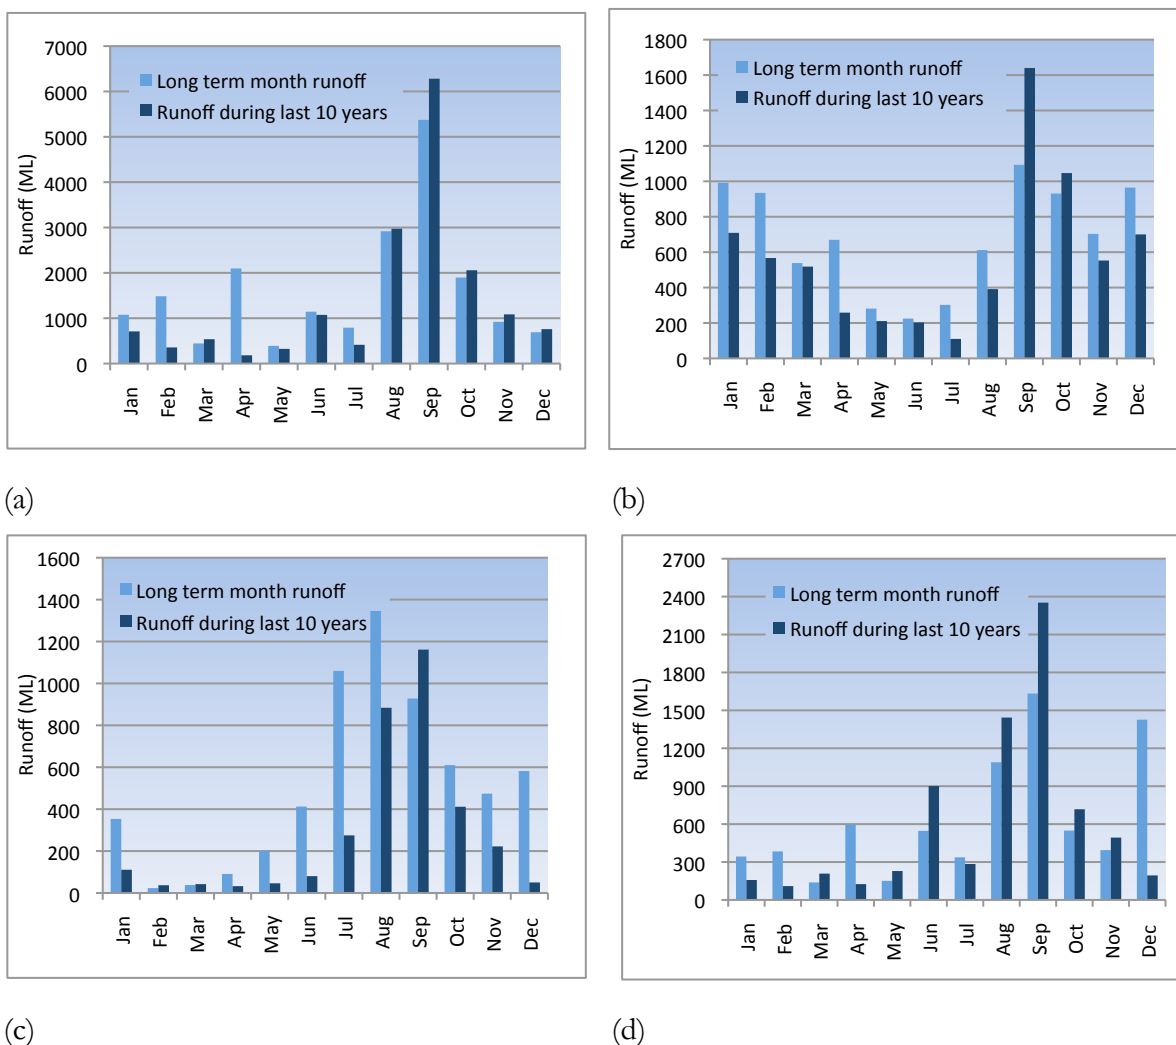 7000
6000
5000
4000
3000
2000
1000
0
Runoff (ML)
Long term month runoff
Runoff during last 10 years
Jan Feb Mar Apr May Jun Jul Aug Sep Oct Nov Dec
(a)
1800
1600
1400
1200
1000
800
600
400
200
0
Runoff (ML)
Long term month runoff
Runoff during last 10 years
Jan Feb Mar Apr May Jun Jul Aug Sep Oct Nov Dec
(b)
1600
1400
1200
1000
800
600
400
200
0
Runoff (ML)
Long term month runoff
Runoff during last 10 years
Jan Feb Mar Apr May Jun Jul Aug Sep Oct Nov Dec
(c)
2700
2400
2100
1800
1500
1200
900
600
300
0
Runoff (ML)
Long term month runoff
Runoff during last 10 years
Jan Feb Mar Apr May Jun Jul Aug Sep Oct Nov Dec
(d)